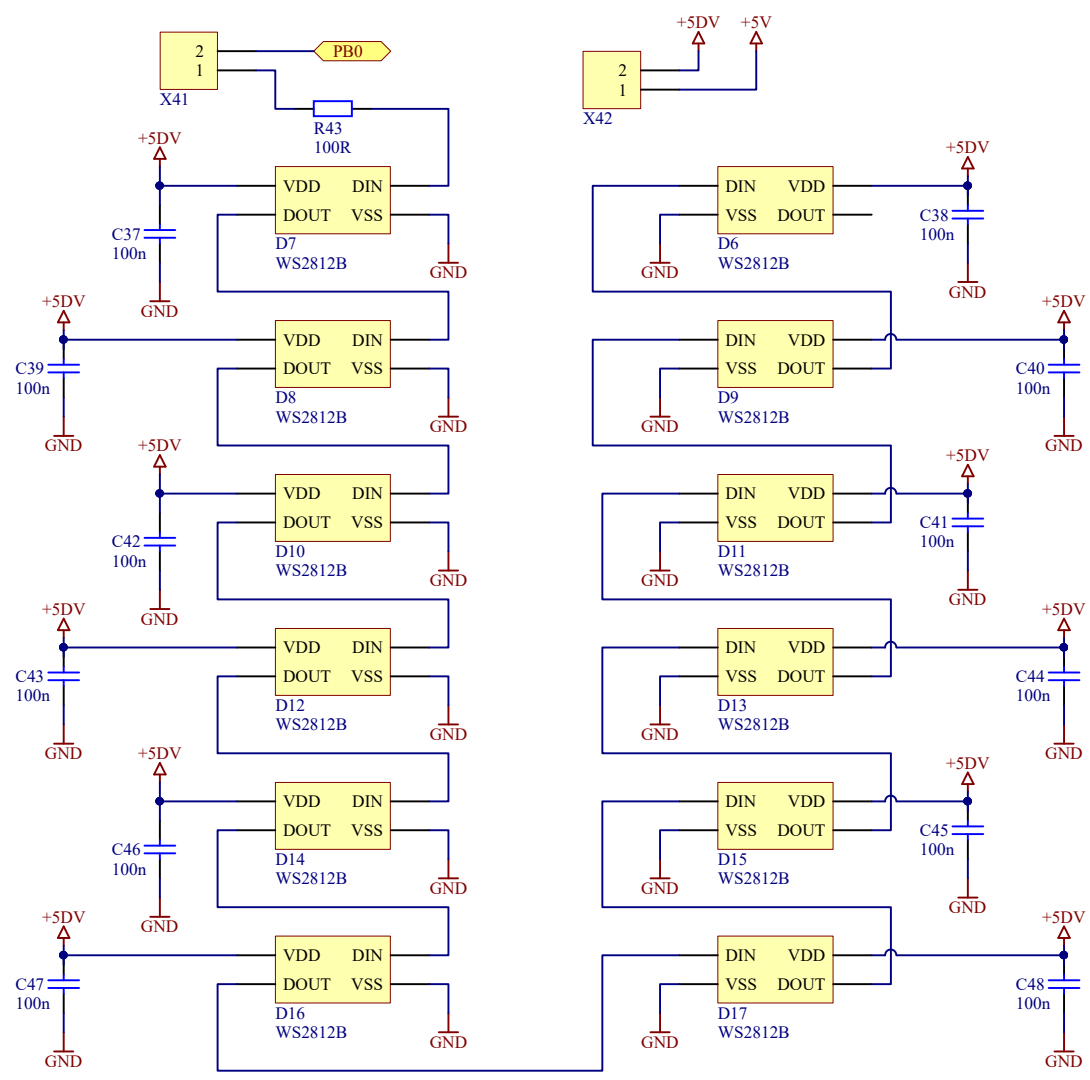 +5DV
+5V
2
PB0
1
X41
2
1
X42
R43
100R
+5DV
VDD
DIN
DOUT
VSS
D7
WS2812B
C37
100n
GND
GND
DIN
VDD
VSS
DOUT
D6
WS2812B
GND
+5DV
C38
100n
GND
+5DV
VDD
DIN
DOUT
VSS
D8
WS2812B
C39
100n
GND
GND
DIN
VDD
VSS
DOUT
D9
WS2812B
GND
+5DV
C40
100n
GND
+5DV
VDD
DIN
DOUT
VSS
D10
WS2812B
C42
100n
GND
GND
DIN
VDD
VSS
DOUT
D11
WS2812B
GND
+5DV
C41
100n
GND
+5DV
VDD
DIN
DOUT
VSS
D12
WS2812B
C43
100n
GND
GND
DIN
VDD
VSS
DOUT
D13
WS2812B
GND
+5DV
C44
100n
GND
+5DV
VDD
DIN
DOUT
VSS
D14
WS2812B
C46
100n
GND
GND
DIN
VDD
VSS
DOUT
D15
WS2812B
GND
+5DV
C45
100n
GND
+5DV
VDD
DIN
DOUT
VSS
D16
WS2812B
C47
100n
GND
GND
DIN
VDD
VSS
DOUT
D17
WS2812B
GND
+5DV
C48
100n
GND